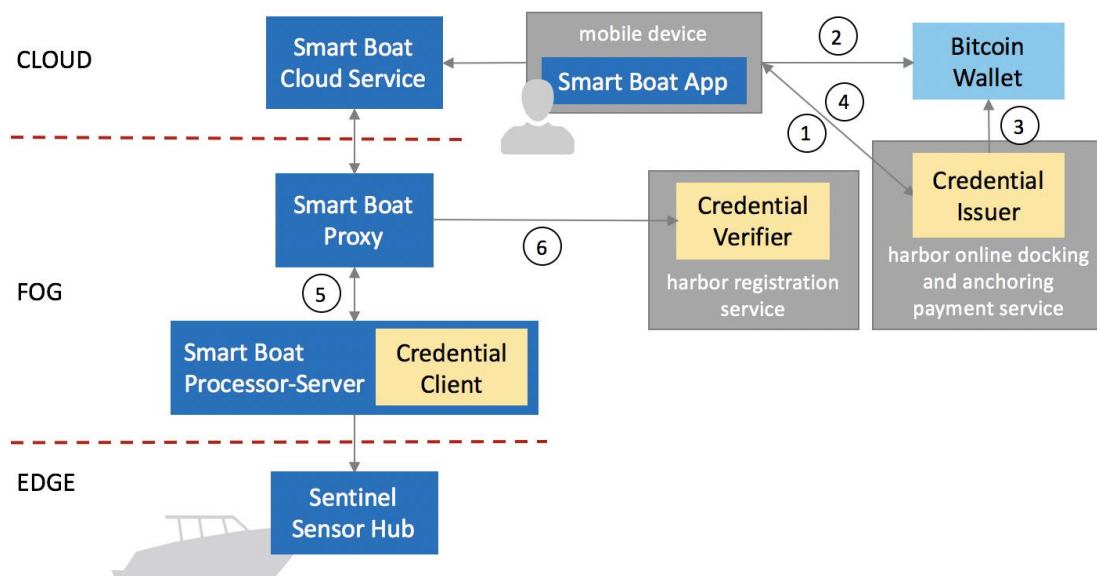 CLOUD
Smart Boat
Cloud Service
mobile device
Smart Boat App
2
Bitcoin
Wallet
4
1
3
Smart Boat
Proxy
6
Credential
Verifier
harbor registration
service
Credential
Issuer
harbor online docking
and anchoring
payment service
FOG
5
Smart Boat
Processor-Server
Credential
Client
EDGE
Sentinel
Sensor Hub